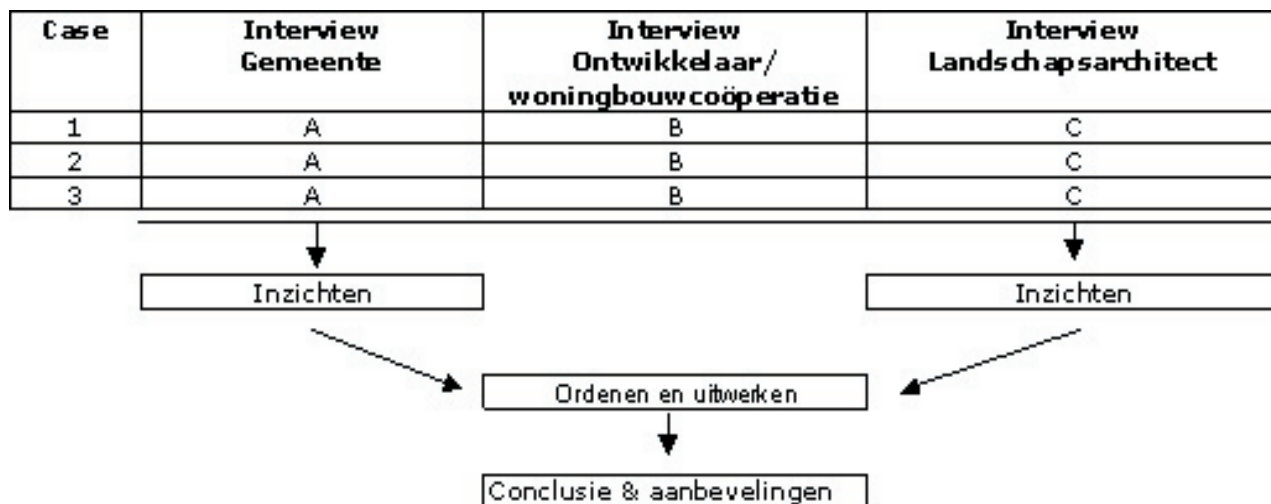 Case Interview Interview Interview
Gemeente Ontwikkelaar/ Landschapsarchitect
woningbouwcoöperatie
1 A B C
2 A B C
3 A B C
Inzichten Inzichten
Ordenen en uitwerken
Conclusie & aanbevelingen